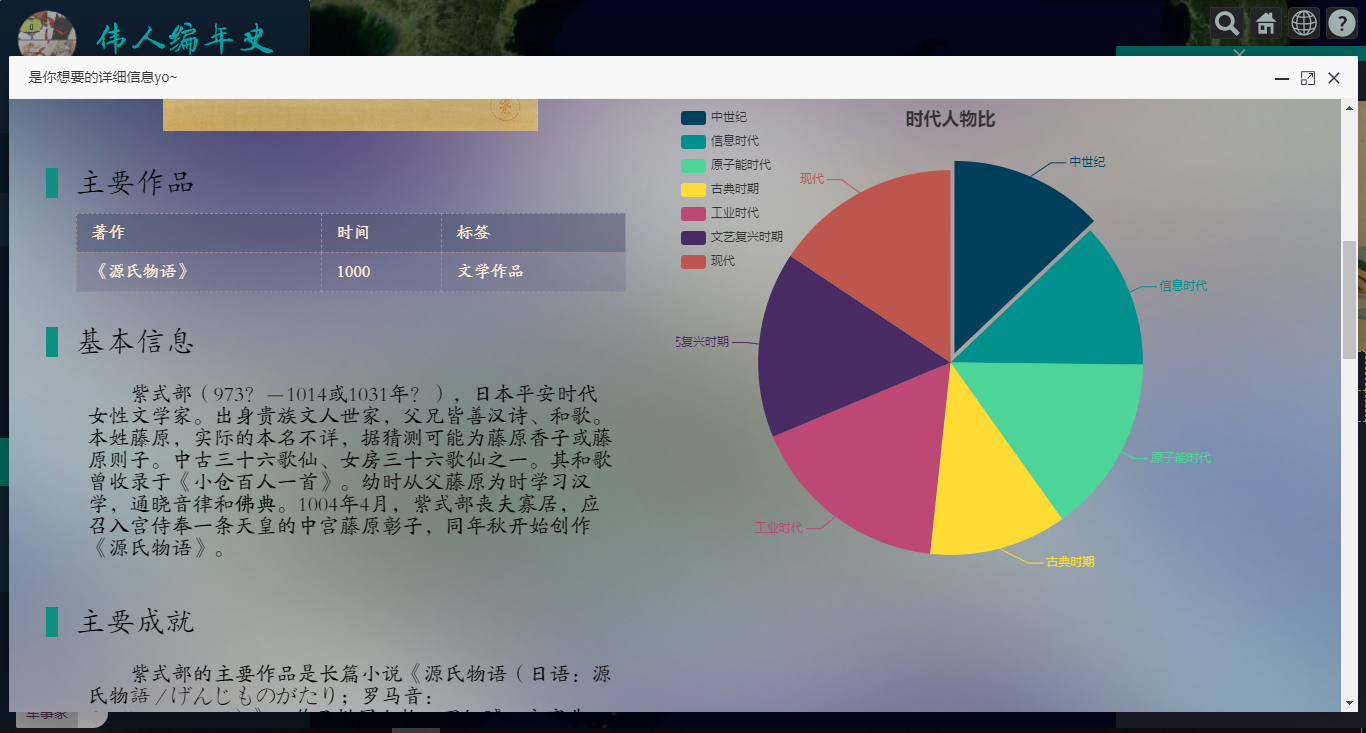 伟人编年史
是你想要的详细信息yo~
主要作品
著作 时间 标签
《源氏物语》 1000 文学作品
基本信息
紫式部（973？－1014或1031年？），日本平安时代
女性文学家。出身贵族文人世家，父兄皆善汉诗、和歌。
本姓藤原，实际的本名不详，据猜测可能为藤原香子或藤
原则子。中古三十六歌仙、女房三十六歌仙之一。其和歌
曾收录于《小仓百人一首》。幼时从父藤原为时学习汉
学，通晓音律和佛典。1004年4月，紫式部丧夫寡居，应
召入宫侍奉一条天皇的中宫藤原彰子，同年秋开始创作
《源氏物语》。
主要成就
紫式部的主要作品是长篇小说《源氏物语（日语：源
氏物語／げんじものがたり；罗马音：
时代人物比
中世纪
信息时代
原子能时代
古典时期
工业时代
文艺复兴时期
现代
中世纪
信息时代
原子能时代
古典时期
工业时代
艺复兴时期
现代
军事家